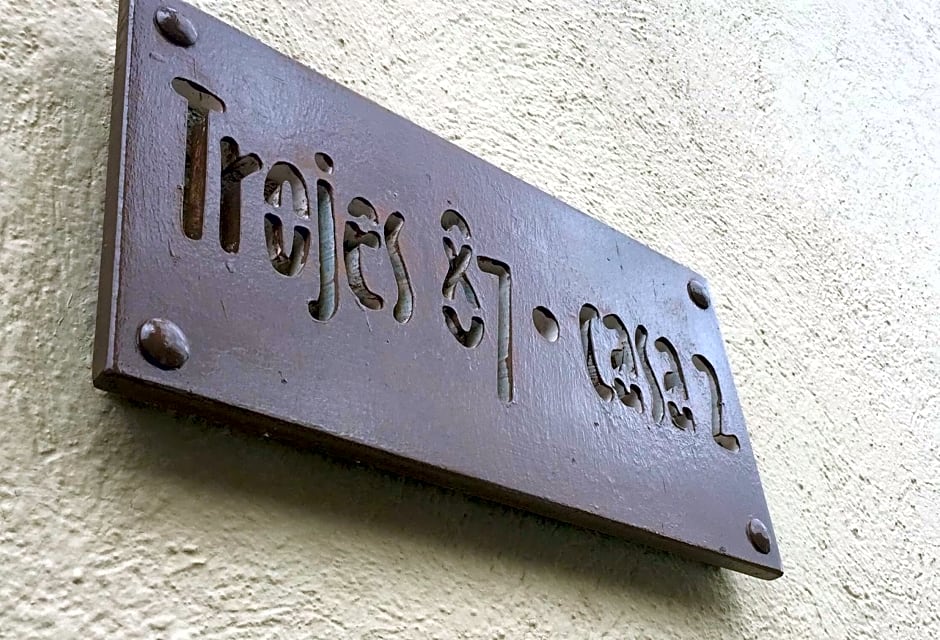 Trojes 87 · casa 2